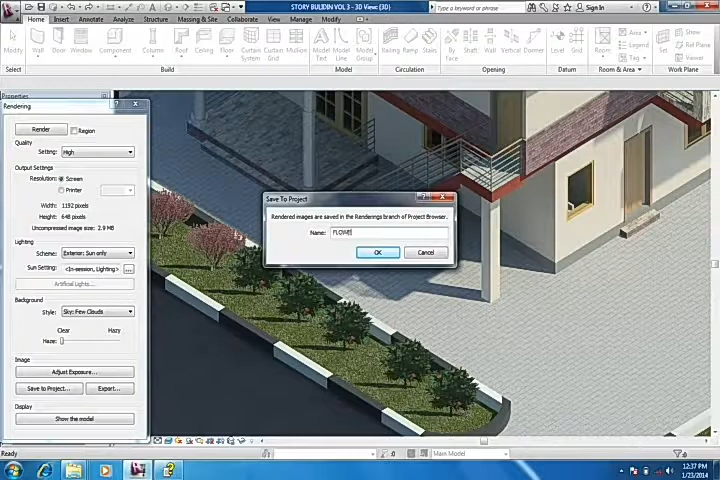 STORY BUILDIN VOL 3 - 3D View: {3D}
Type a keyword or phrase
Sign In
Home Insert Annotate Analyze Structure Massing & Site Collaborate View Manage Modify
Modify Wall Door Window Component Column Roof Ceiling Floor Curtain System Curtain Grid Mullion Model Text Model Line Model Group Railing Ramp Stairs By Face Shaft Wall Vertical Dormer Level Grid Room Area Legend Tag Set Show Ref Plane Viewer
Select Build Model Circulation Opening Datum Room & Area Work Plane
Properties
Rendering
Render Region
Quality
Setting: High
Output Settings
Resolution: Screen
Printer
Width: 1192 pixels
Height: 648 pixels
Uncompressed image size: 2.9 MB
Lighting
Scheme: Exterior: Sun only
Sun Setting: <In-session, Lighting> ...
Artificial Lights...
Background
Style: Sky: Few Clouds
Clear Hazy
Haze:
Image
Adjust Exposure...
Save to Project... Export...
Display
Show the model
Save To Project
Rendered images are saved in the Renderings branch of Project Browser.
Name:
OK Cancel
Ready
:0
Main Model
:0
12:37 PM
1/23/2014